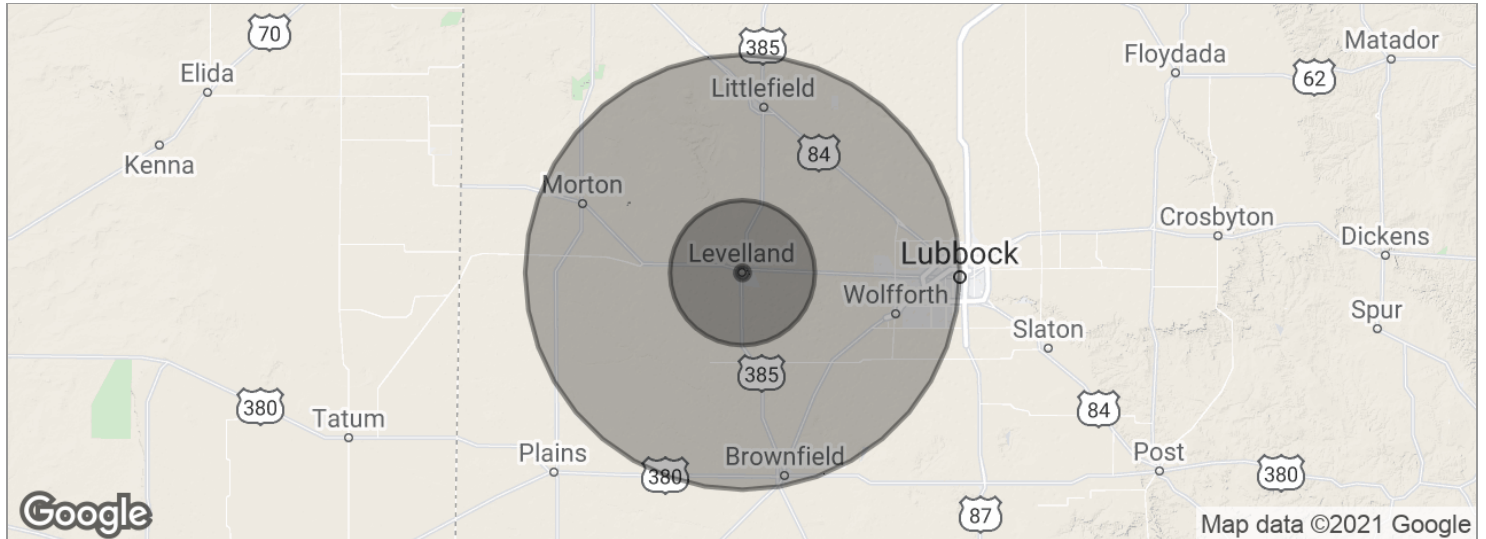 70
385
Matador
Floydada
Elida
62
Littlefield
84
Kenna
Morton
Crosbyton
Dickens
Levelland
Lubbock
Wolfforth
Spur
Slaton
385
380
84
Tatum
Plains
Brownfield
Post
380
380
87
Google
Map data ©2021 Google